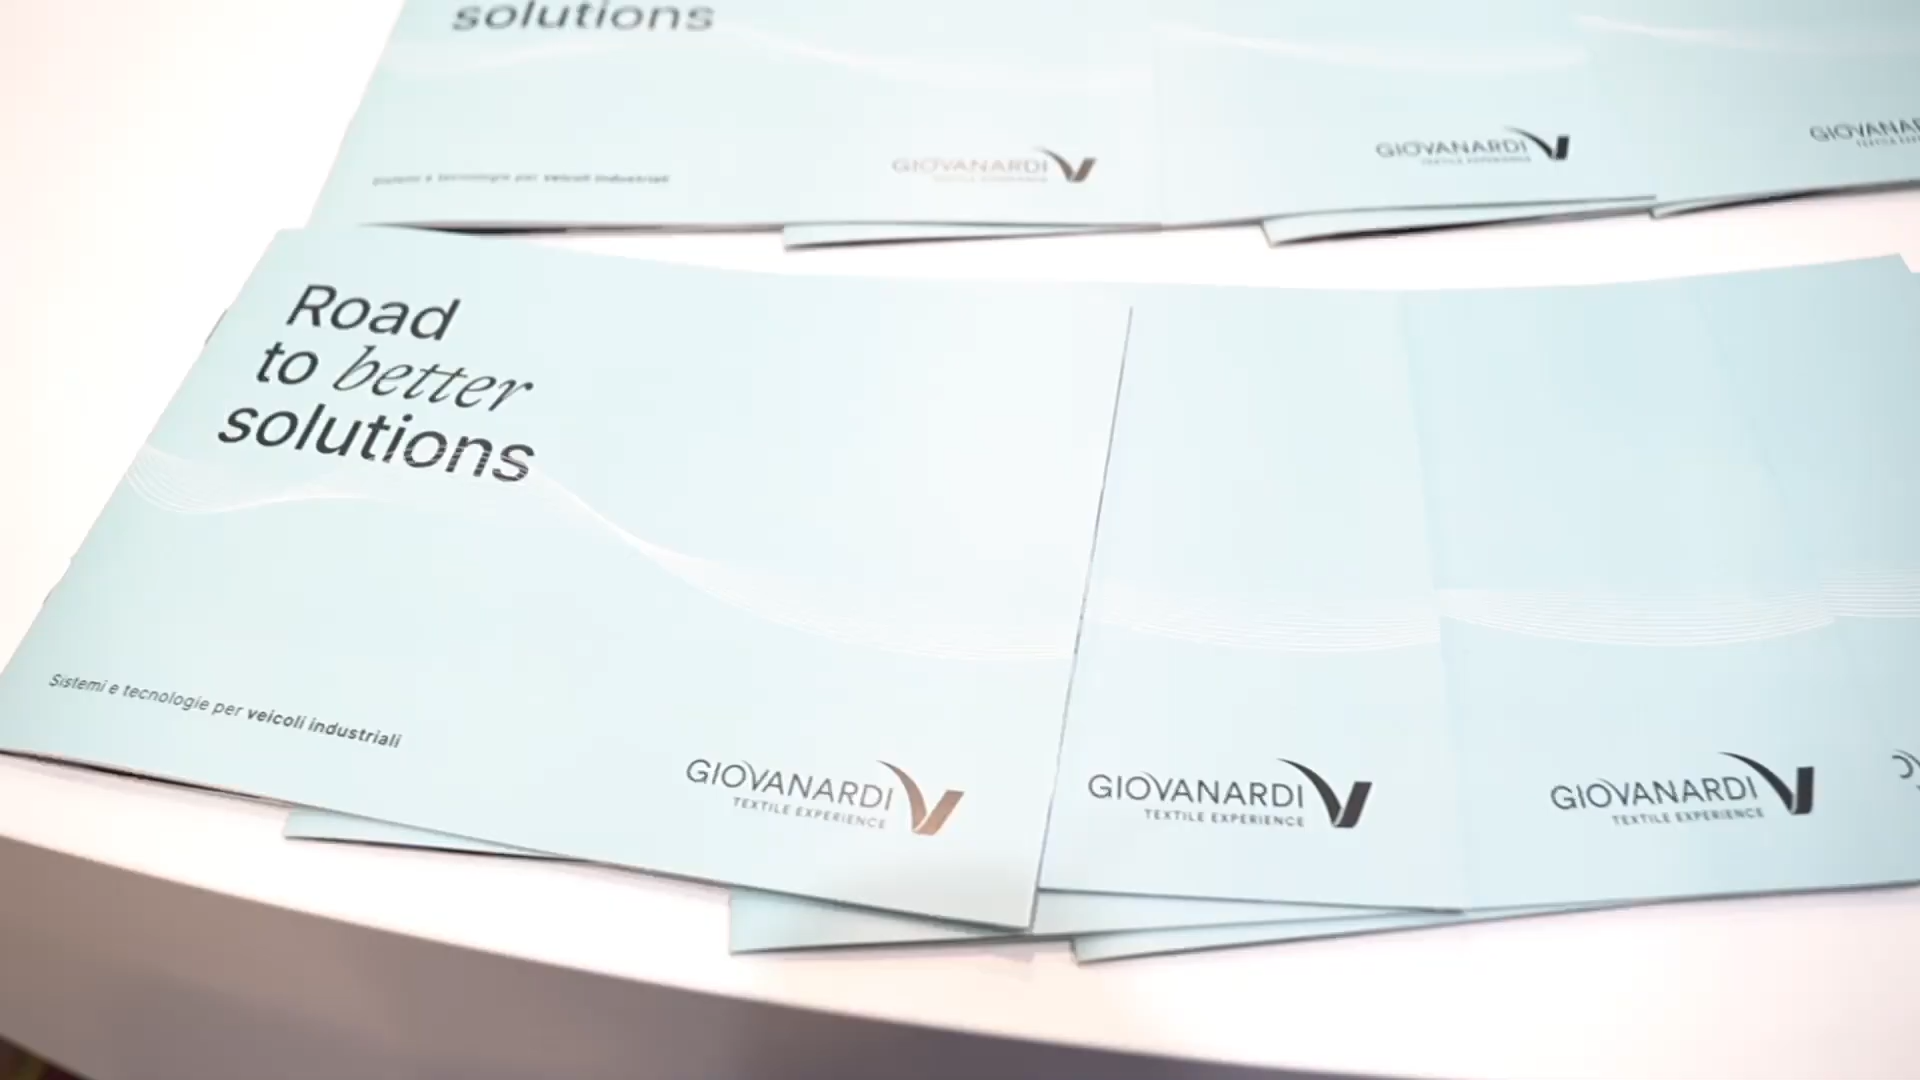 solutions
Sistemi e tecnologie per veicoli industriali
GIOVANARDI
TEXTILE EXPERIENCE
GIOVANARDI
TEXTILE EXPERIENCE
GIOVANAR
Road
to better
solutions
Sistemi e tecnologie per veicoli industriali
GIOVANARDI
TEXTILE EXPERIENCE
GIOVANARDI
TEXTILE EXPERIENCE
GIOVANARDI
TEXTILE EXPERIENCE